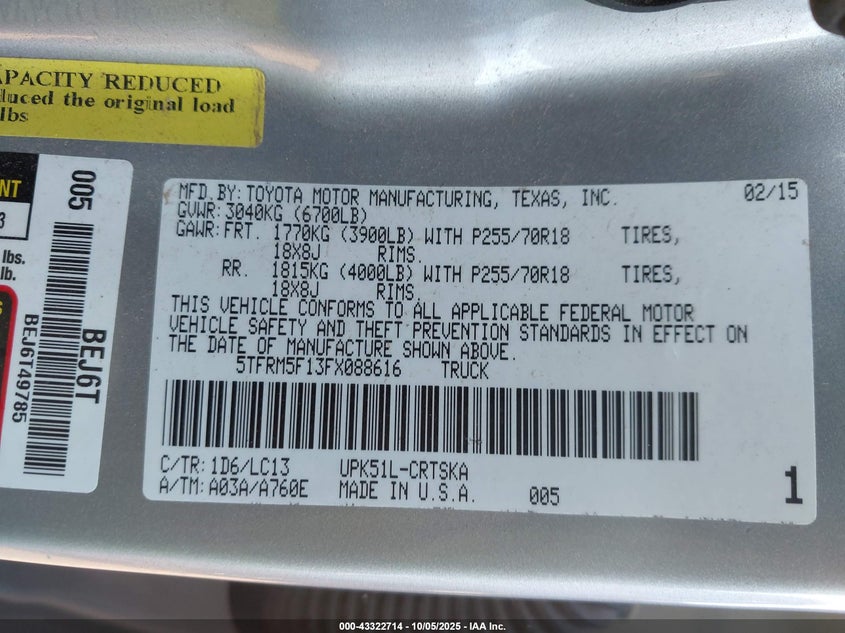 APACITY REDUCED
duced the original load
lbs
NT
3
lbs.
lb.
S
005
BEJ6T
BEJ6T49785
MFD.BY:TOYOTA MOTOR MANUFACTURING, TEXAS, INC. 02/15
GVWR:3040KG (6700LB)
GAWR:FRT. 1770KG (3900LB) WITH P255/70R18 TIRES,
18X8J RIMS.
RR. 1815KG (4000LB) WITH P255/70R18 TIRES,
18X8J RIMS.
THIS VEHICLE CONFORMS TO ALL APPLICABLE FEDERAL MOTOR
VEHICLE SAFETY AND THEFT PREVENTION STANDARDS IN EFFECT ON
THE DATE OF MANUFACTURE SHOWN ABOVE.
5TFRM5F13FX088616 TRUCK
C/TR:1D6/LC13 UPK51L-CRTSKA
A/TM:A03A/A760E MADE IN U.S.A. 005 1
000-43322714 - 10/05/2025 - IAA Inc.